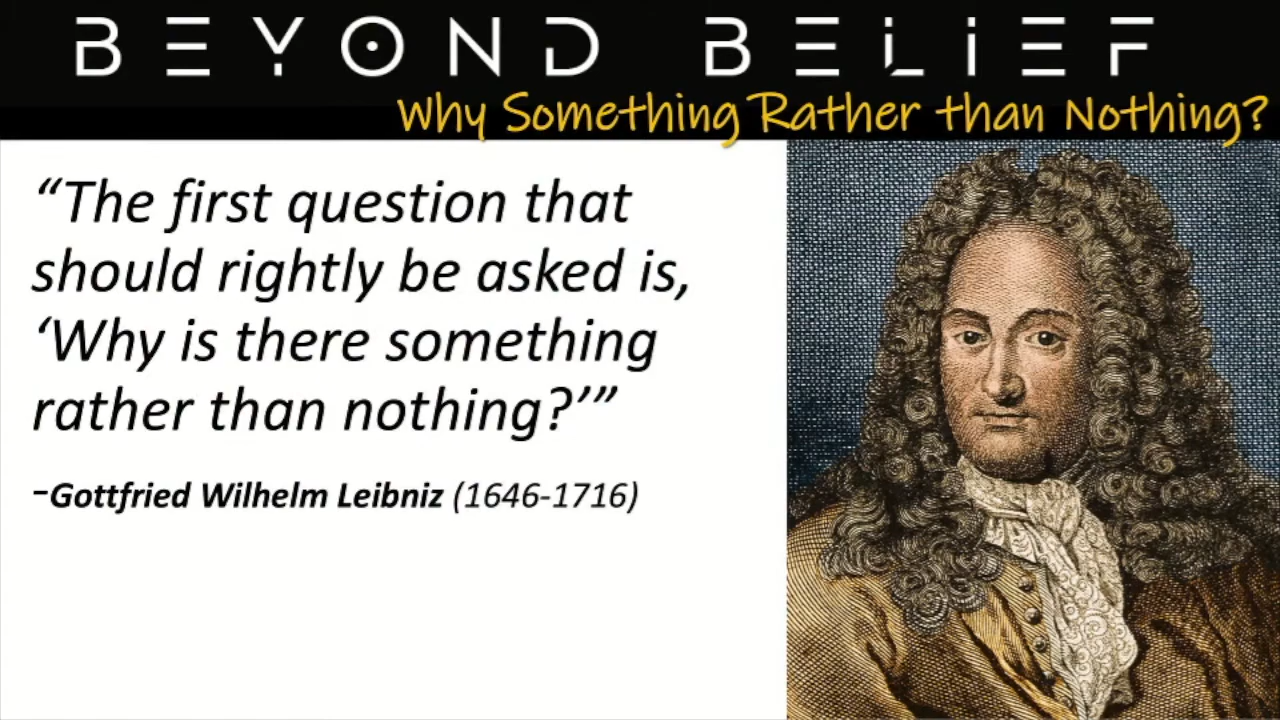 BEYOND BELIEF
Why Something Rather than Nothing?
“The first question that
should rightly be asked is,
‘Why is there something
rather than nothing?’”
-Gottfried Wilhelm Leibniz (1646-1716)